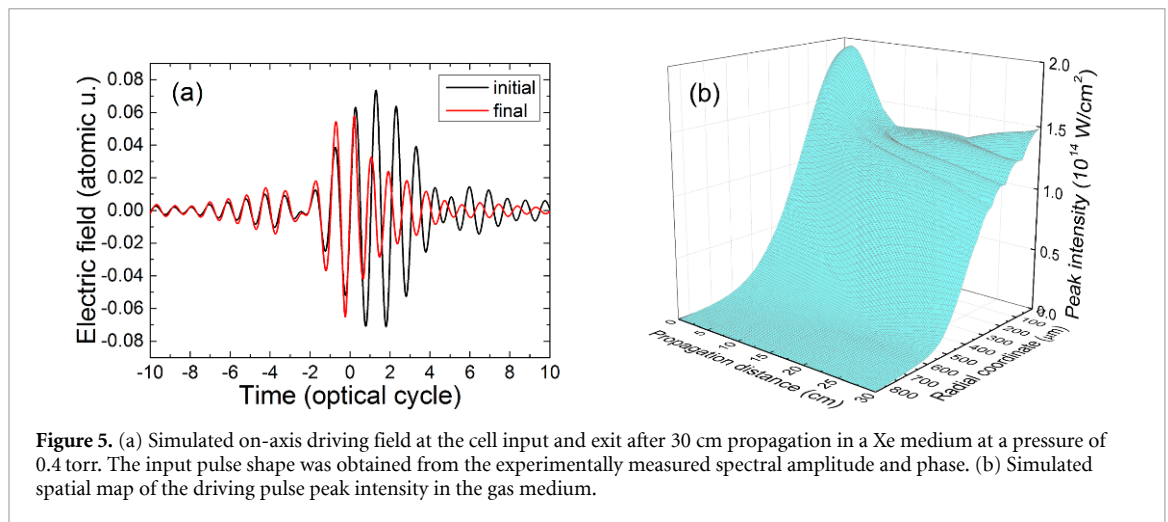 (a)
initial
final
0.08
0.06
0.04
0.02
0.00
-0.02
-0.04
-0.06
-0.08
Electric field (atomic u.)
-10 -8 -6 -4 -2 0 2 4 6 8 10
Time (optical cycle)
(b)
2.0
1.5
1.0
0.5
0.0
Peak intensity (10¹⁴ W/cm²)
0 5 10 15 20 25 30
Propagation distance (cm)
0 100 200 300 400 500 600 700 800
Radial coordinate (µm)
Figure 5. (a) Simulated on-axis driving field at the cell input and exit after 30 cm propagation in a Xe medium at a pressure of
0.4 torr. The input pulse shape was obtained from the experimentally measured spectral amplitude and phase. (b) Simulated
spatial map of the driving pulse peak intensity in the gas medium.